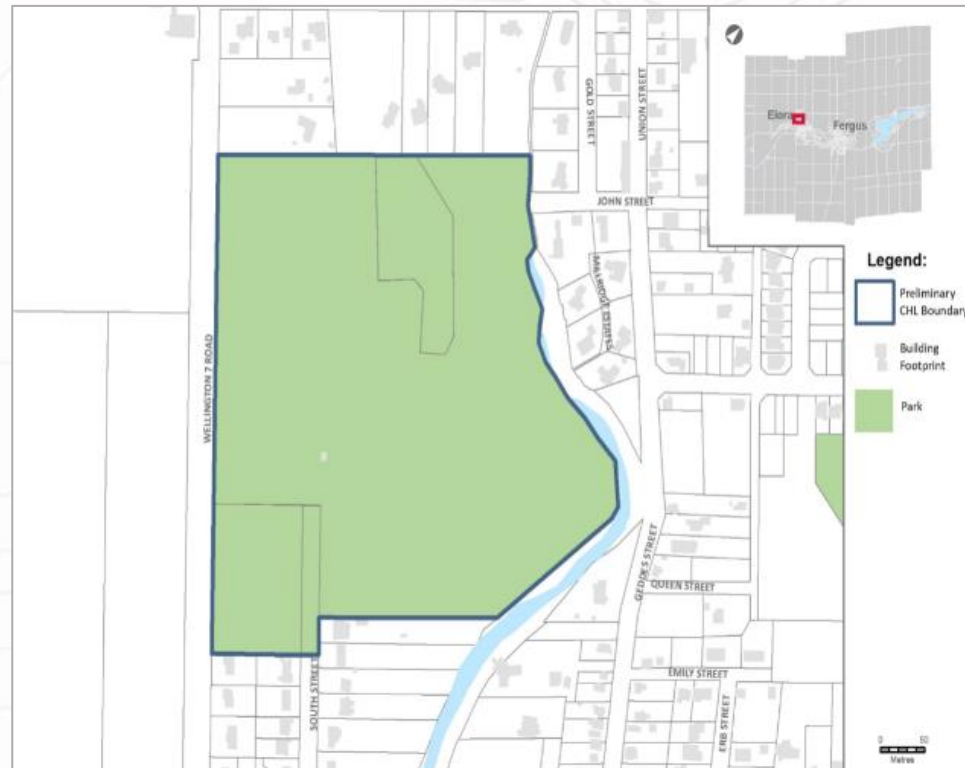 GOLD STREET
UNION STREET
Elora
Fergus
JOHN STREET
MILLRIDGE ESTATES
Legend:
Preliminary
CHL Boundary
Building
Footprint
Park
WELLINGTON 7 ROAD
GEDDES STREET
QUEEN STREET
EMILY STREET
SOUTH STREET
ERB STREET
0 50
Metres